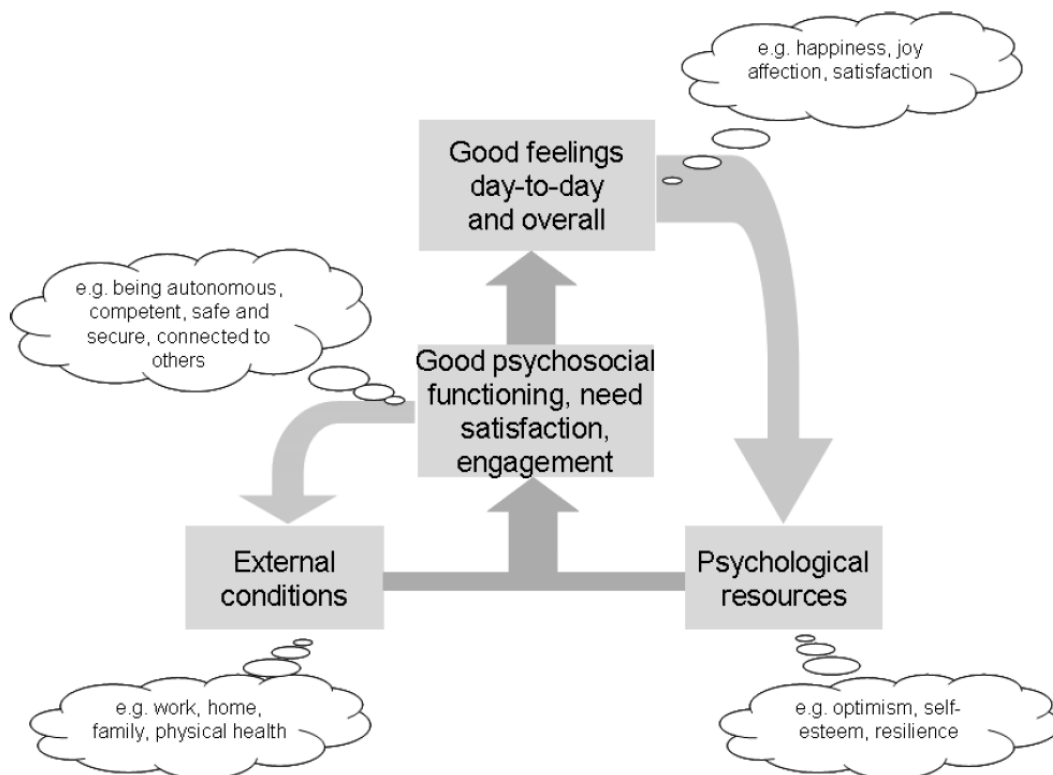 e.g. happiness, joy
affection, satisfaction
Good feelings
day-to-day
and overall
e.g. being autonomous,
competent, safe and
secure, connected to
others
Good psychosocial
functioning, need
satisfaction,
engagement
External
conditions
Psychological
resources
e.g. work, home,
family, physical health
e.g. optimism, self-
esteem, resilience